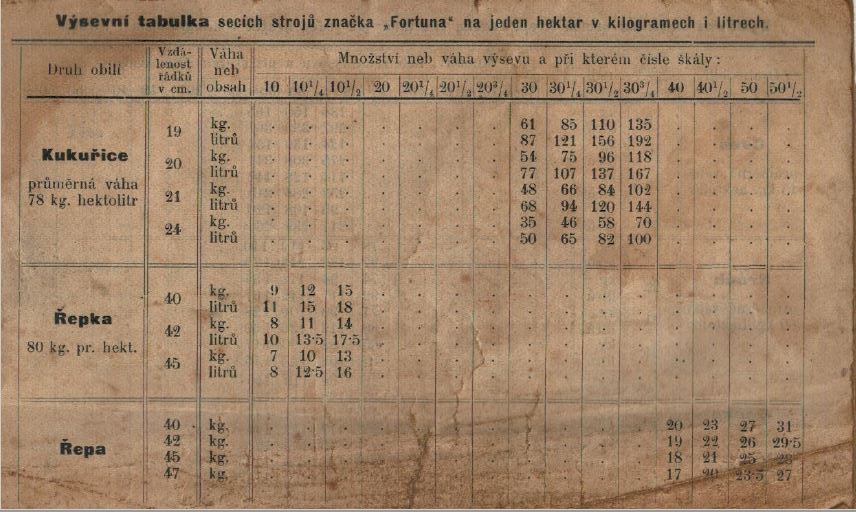 Výsevní tabulka secích strojů značka „Fortuna“ na jeden hektar v kilogramech i litrech.
Druh obilí
Vzdá-
lenost
řádků
v cm.
Váha
neb
obsah
Množství neb váha výsevu a při kterém čísle škály:
10 10¹/₄ 10¹/₂ 20 20¹/₄ 20¹/₂ 20³/₄ 30 30¹/₄ 30¹/₂ 30³/₄ 40 40¹/₂ 50 50¹/₂
Kukuřice
průměrná váha
78 kg. hektolitr
19 kg. . . . . . . . 61 85 110 135 . . . .
litrů . . . . . . . 87 121 156 192 . . . .
20 kg. . . . . . . . 54 75 96 118 . . . .
litrů . . . . . . . 77 107 137 167 . . . .
21 kg. . . . . . . . 48 66 84 102 . . . .
litrů . . . . . . . 68 94 120 144 . . . .
24 kg. . . . . . . . 35 46 58 70 . . . .
litrů . . . . . . . 50 65 82 100 . . . .
Řepka
80 kg. pr. hekt.
40 kg. 9 12 15 . . . . . . . . . . . .
litrů 11 15 18 . . . . . . . . . . . .
42 kg. 8 11 14 . . . . . . . . . . . .
litrů 10 13·5 17·5 . . . . . . . . . . . .
45 kg. 7 10 13 . . . . . . . . . . . .
litrů 8 12·5 16 . . . . . . . . . . . .
Řepa
40 kg. . . . . . . . . . . . 20 23 27 31
42 kg. . . . . . . . . . . . 19 22 26 29·5
45 kg. . . . . . . . . . . . 18 21 25 28
47 kg. . . . . . . . . . . . 17 20 23·5 27